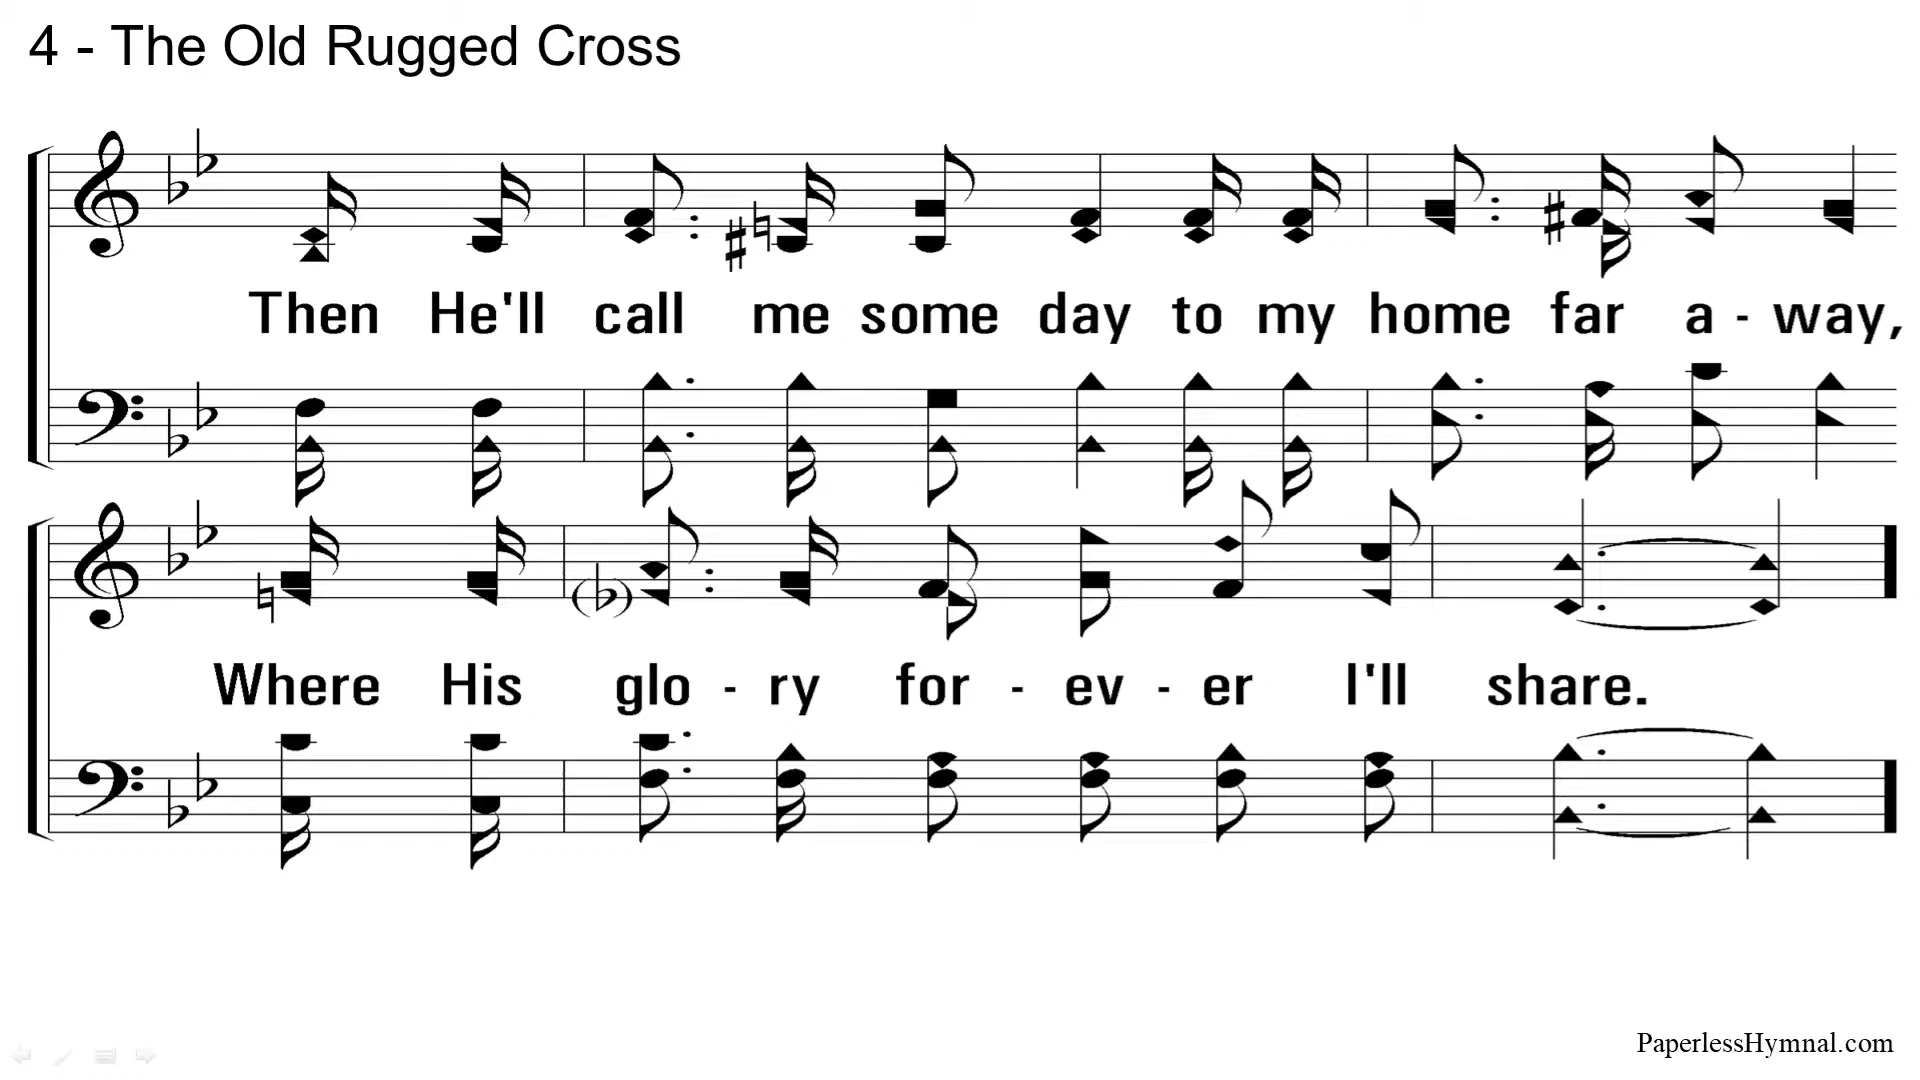 4 - The Old Rugged Cross
Then He'll call me some day to my home far a - way,
Where His glo - ry for - ev - er I'll share.
PaperlessHymnal.com